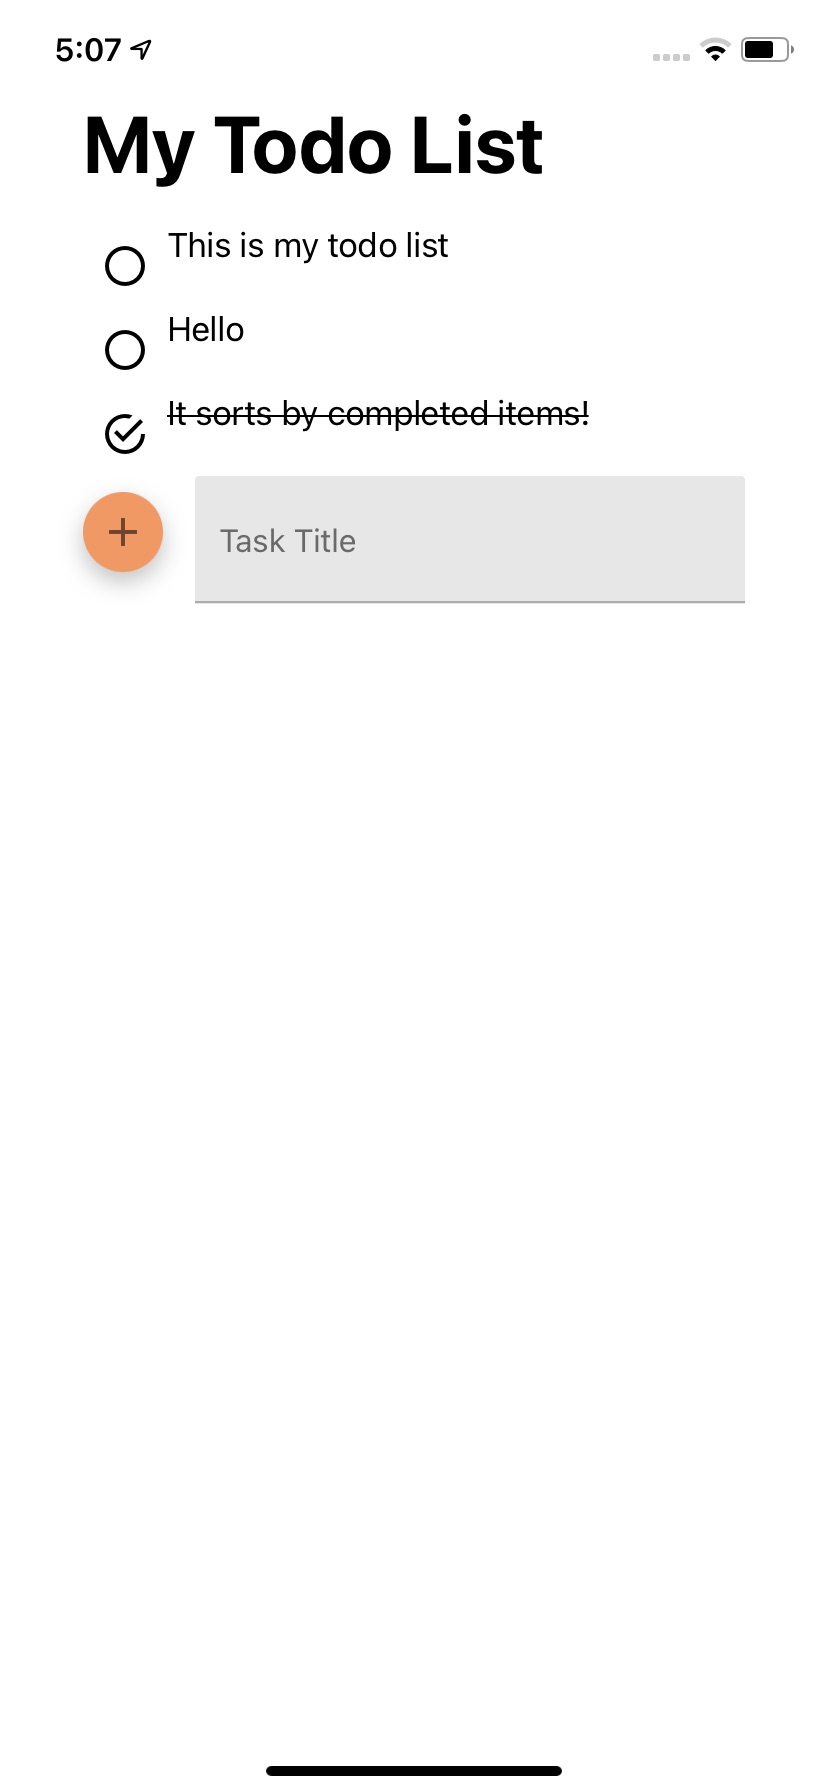 5:07
My Todo List
This is my todo list
Hello
It sorts by completed items!
Task Title